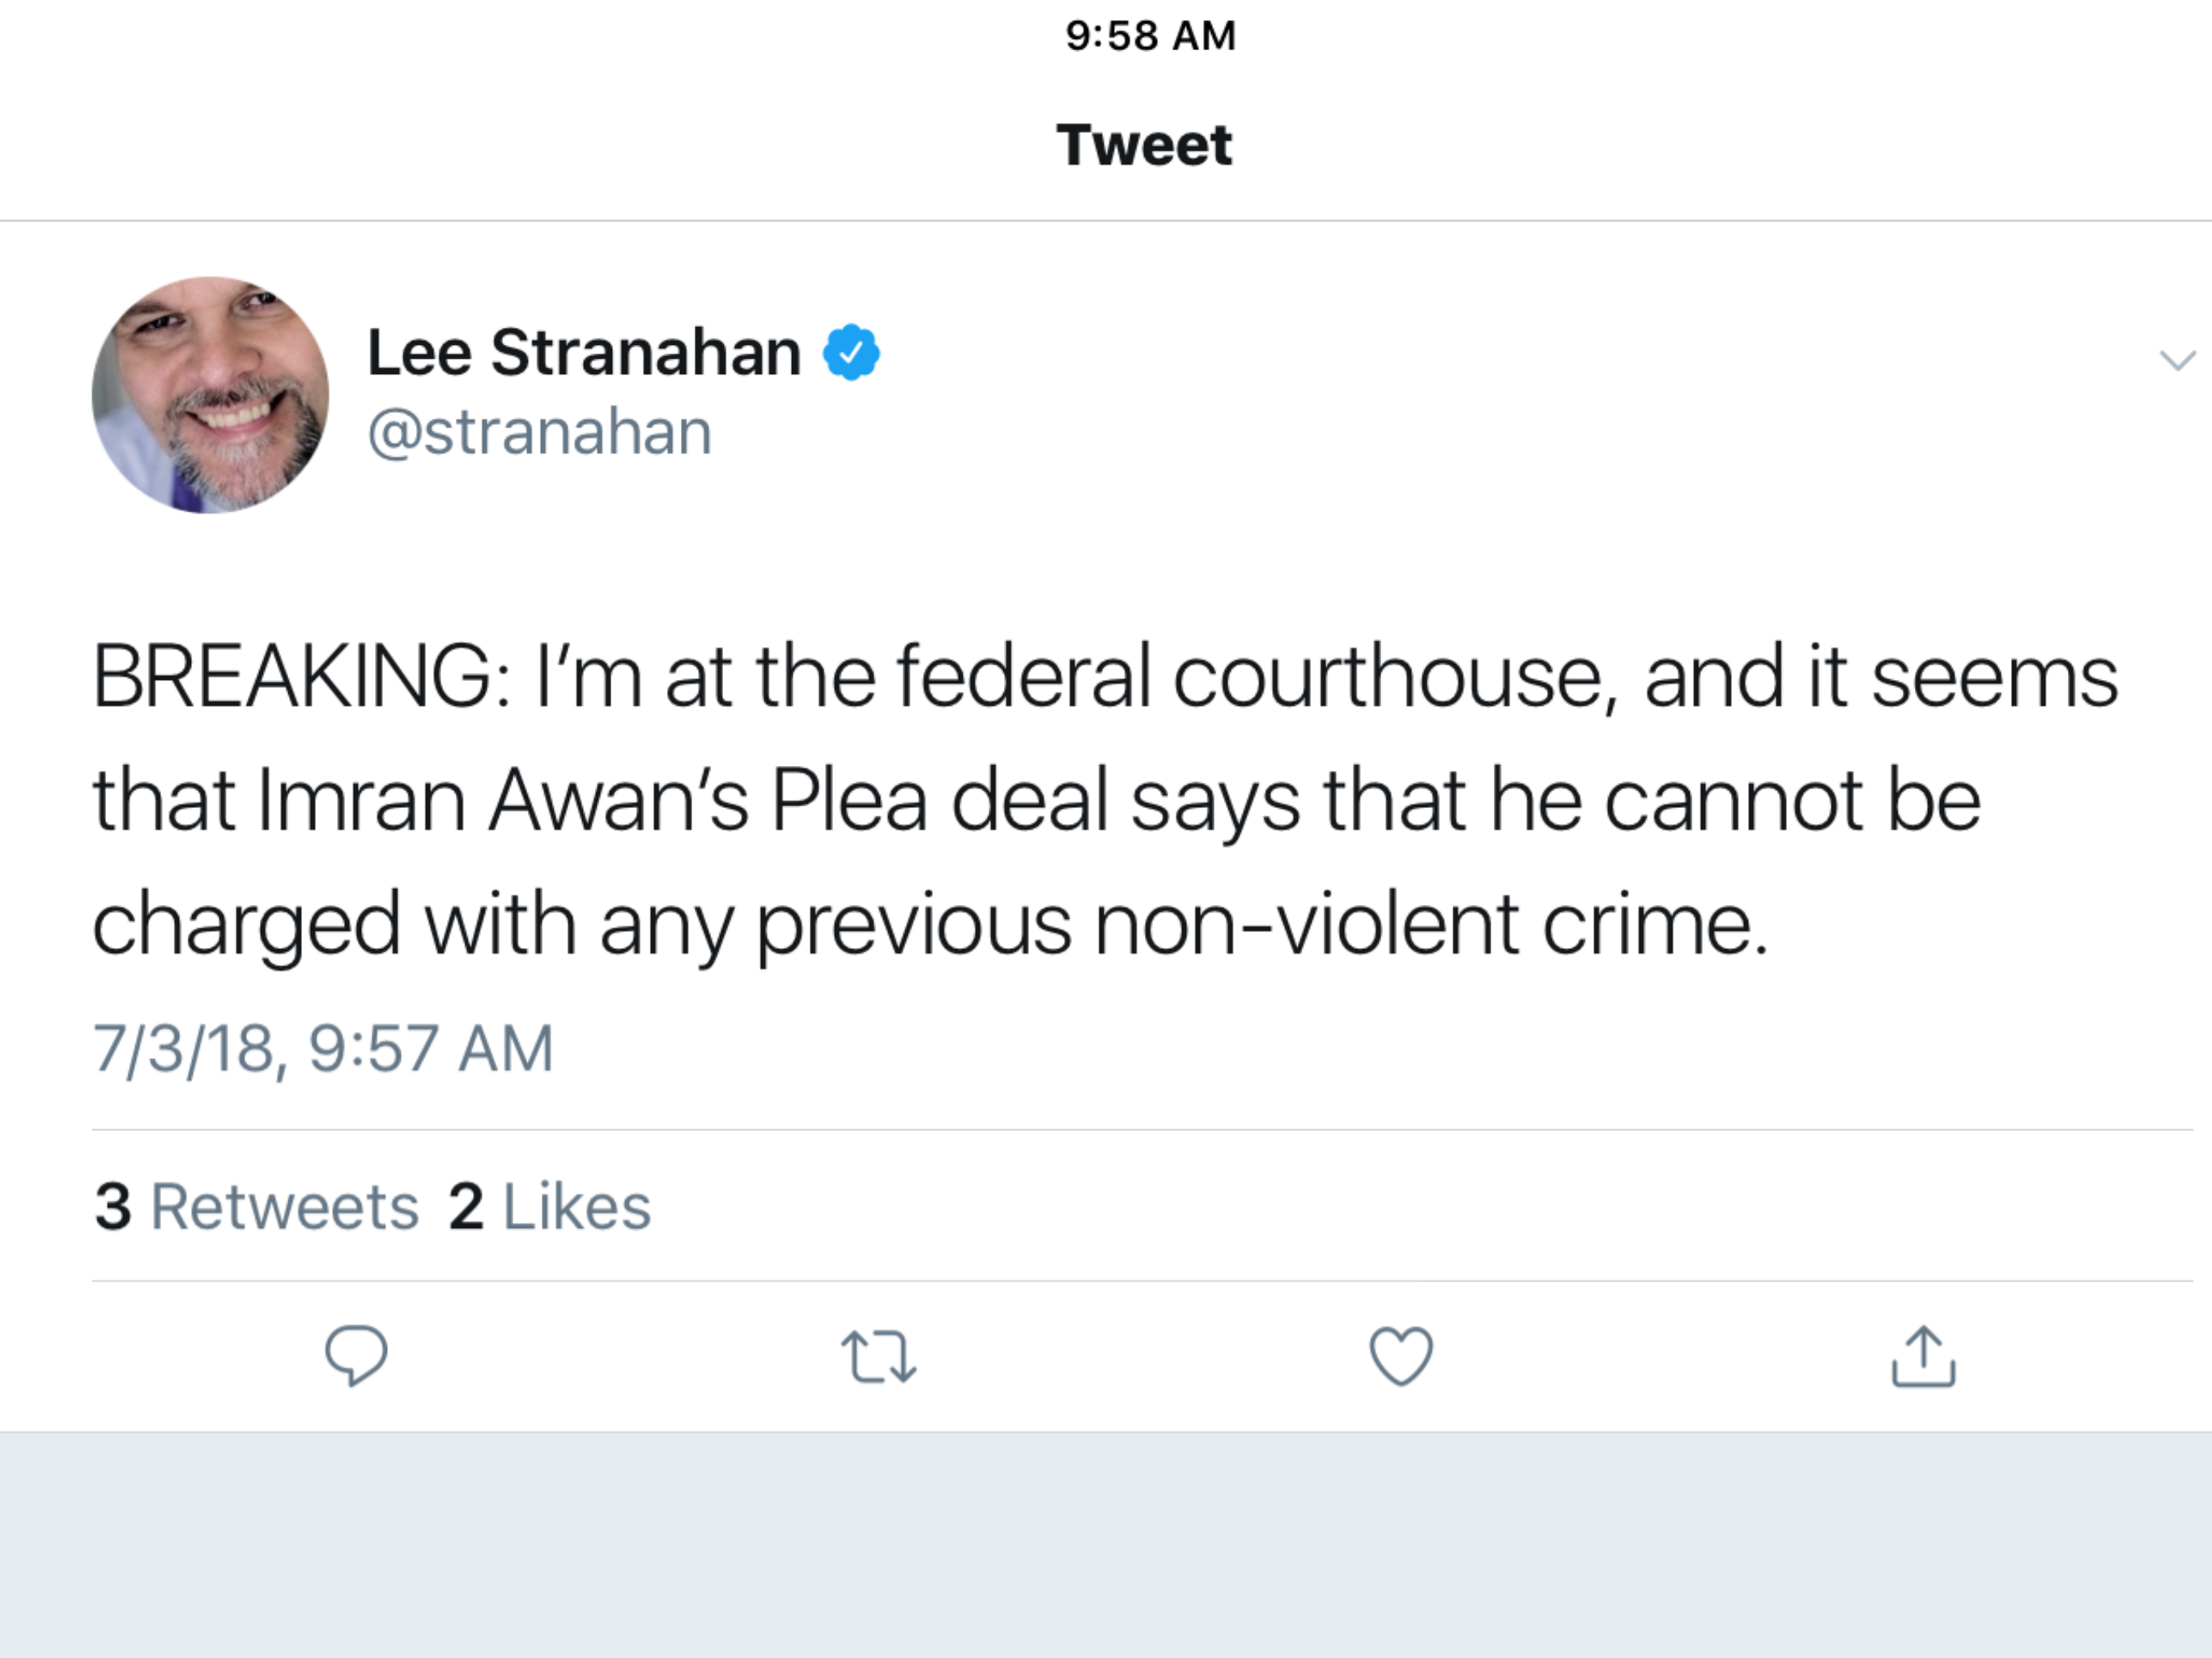 9:58 AM
Tweet
Lee Stranahan
@stranahan
BREAKING: I’m at the federal courthouse, and it seems
that Imran Awan’s Plea deal says that he cannot be
charged with any previous non-violent crime.
7/3/18, 9:57 AM
3 Retweets 2 Likes